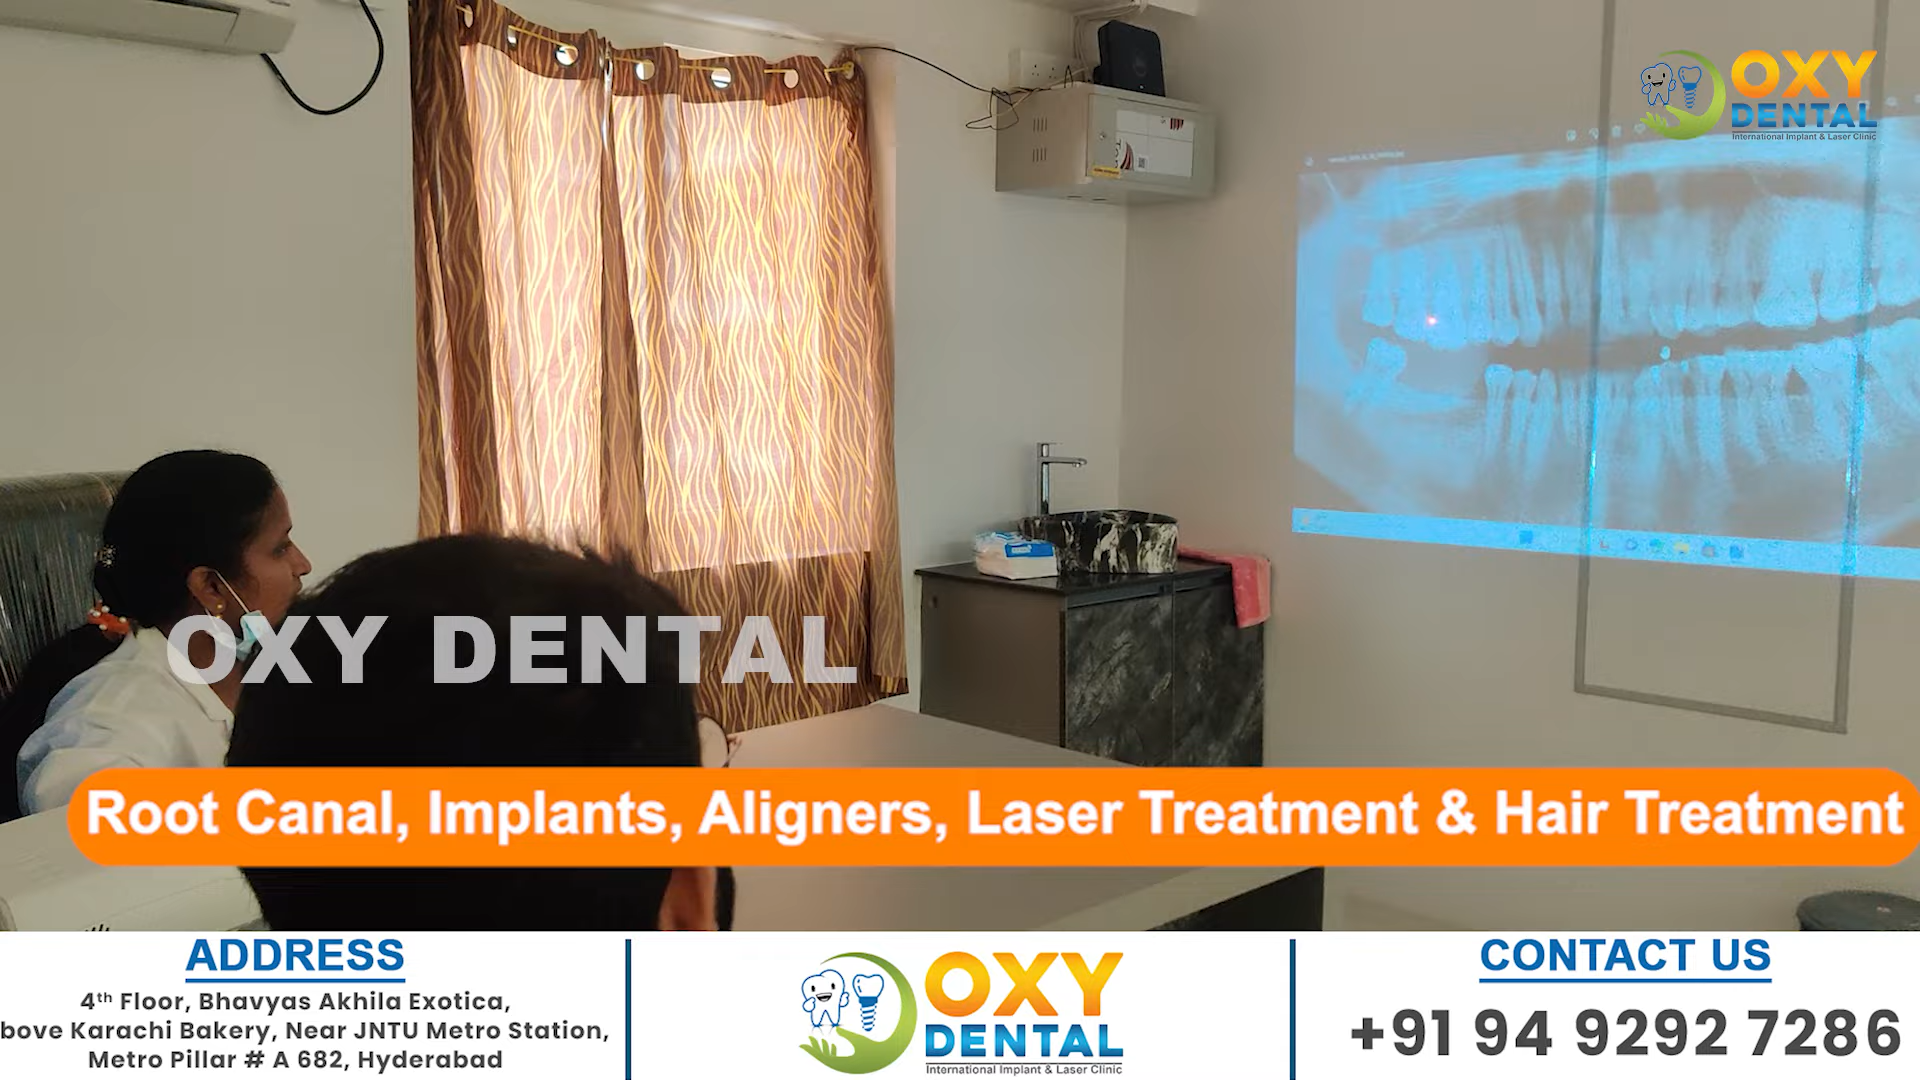 OXY
DENTAL
International Implant & Laser Clinic
OXY DENTAL
Root Canal, Implants, Aligners, Laser Treatment & Hair Treatment
ADDRESS
4th Floor, Bhavyas Akhila Exotica,
bove Karachi Bakery, Near JNTU Metro Station,
Metro Pillar # A 682, Hyderabad
OXY
DENTAL
International Implant & Laser Clinic
CONTACT US
+91 94 9292 7286